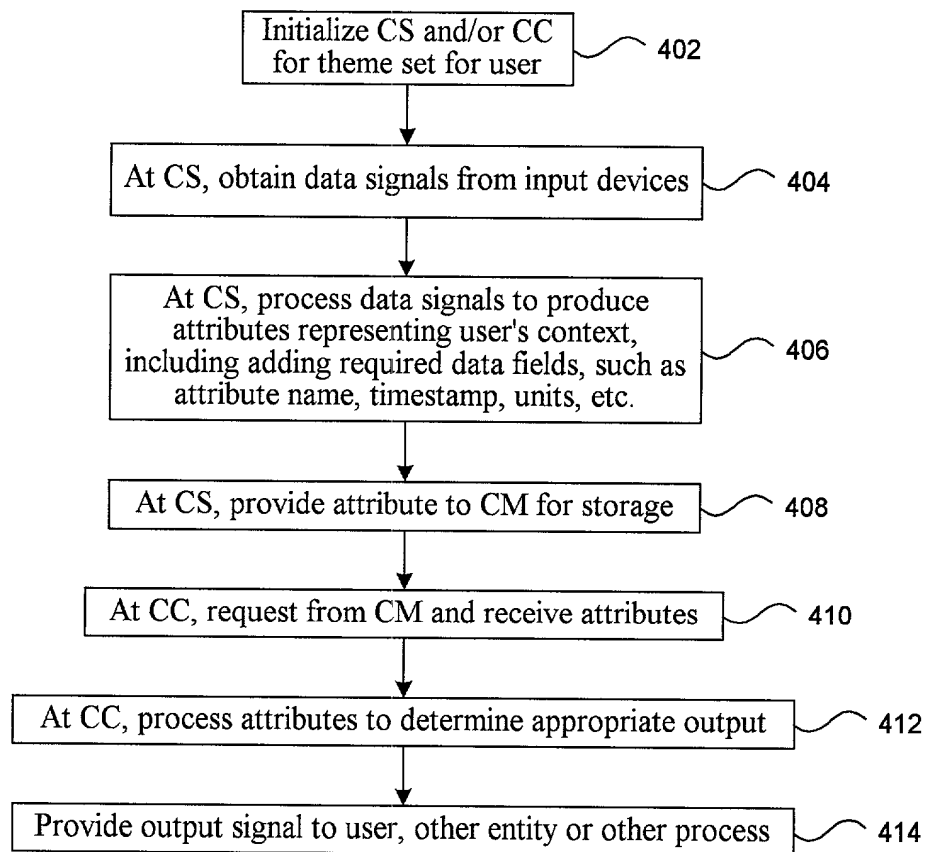 Initialize CS and/or CC
for theme set for user
402
At CS, obtain data signals from input devices
404
At CS, process data signals to produce
attributes representing user's context,
including adding required data fields, such as
attribute name, timestamp, units, etc.
406
At CS, provide attribute to CM for storage
408
At CC, request from CM and receive attributes
410
At CC, process attributes to determine appropriate output
412
Provide output signal to user, other entity or other process
414